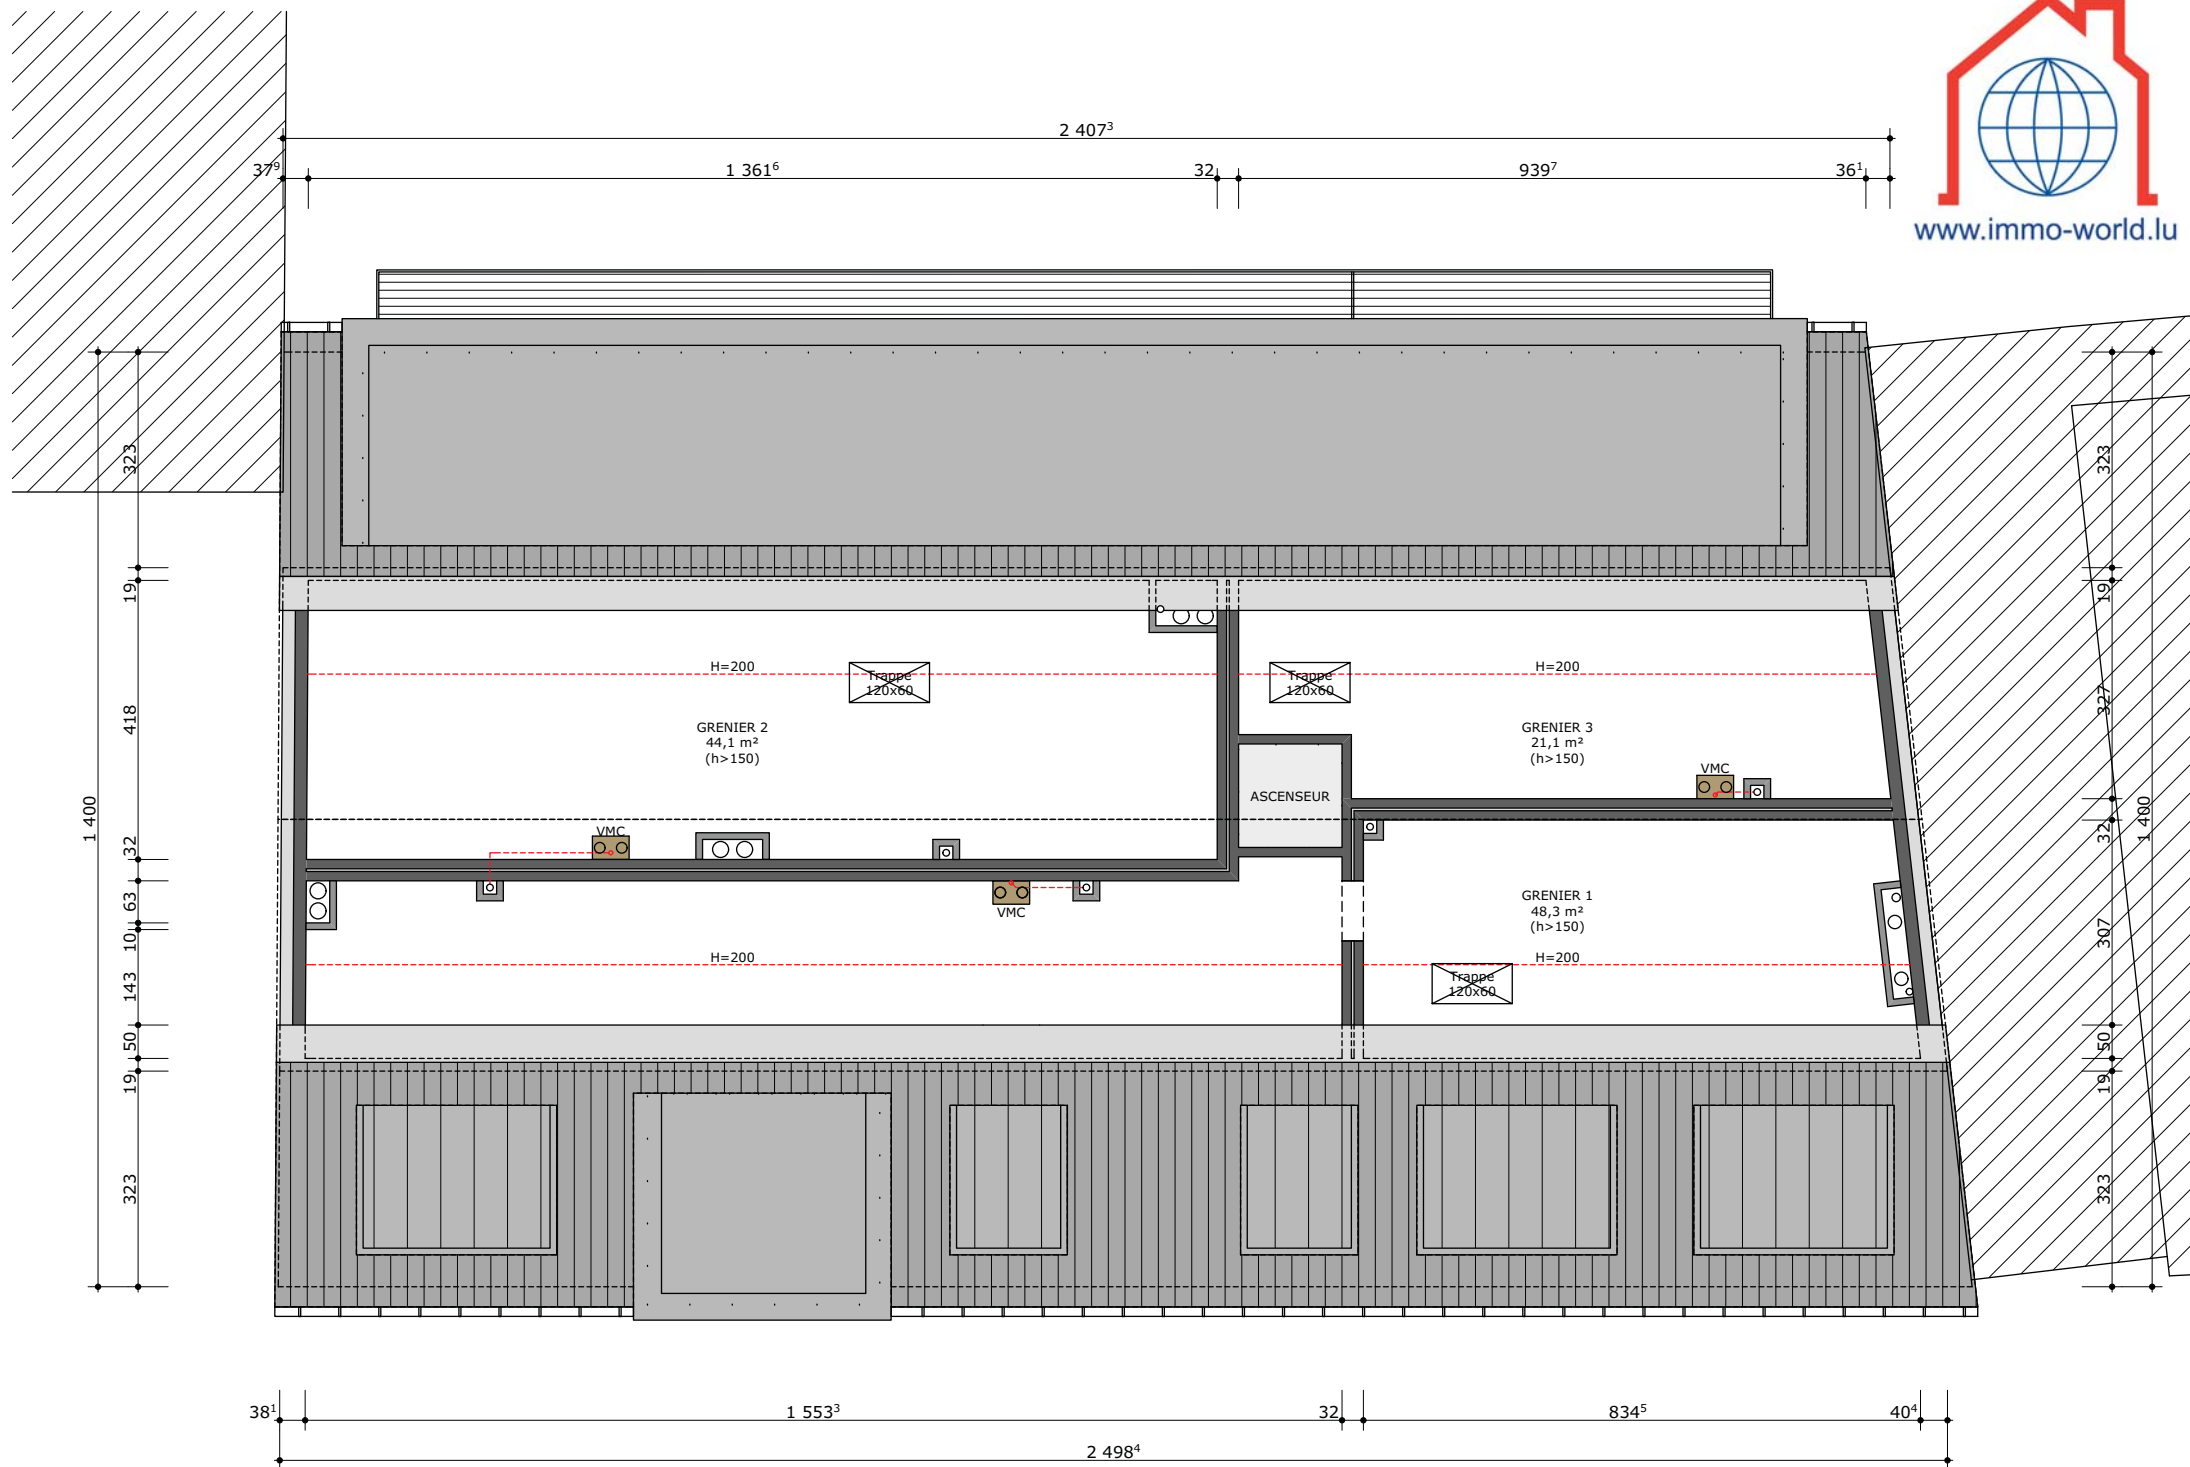 www.immo-world.lu
2 407³
37⁹
1 361⁶
32
939⁷
36¹
323
19
418
1 400
32
63
10
143
50
19
323
323
19
327
1 400
32
307
50
19
323
H=200
Trappe
120x60
GRENIER 2
44,1 m²
(h>150)
VMC
H=200
Trappe
120x60
GRENIER 3
21,1 m²
(h>150)
VMC
ASCENSEUR
VMC
H=200
GRENIER 1
48,3 m²
(h>150)
H=200
Trappe
120x60
38¹
1 553³
32
834⁵
40⁴
2 498⁴